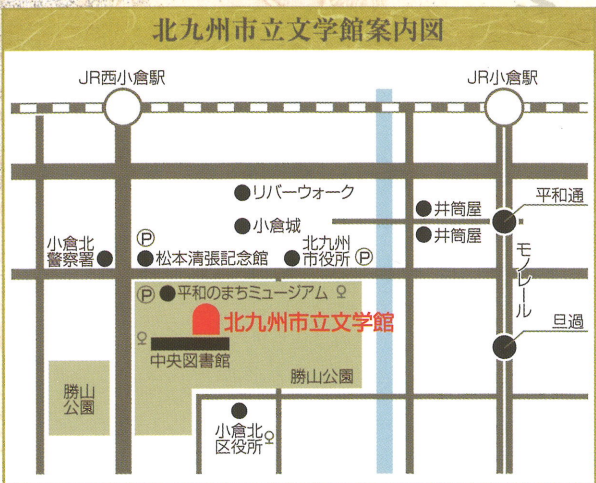 北九州市立文学館案内図
JR西小倉駅
JR小倉駅
リバーウォーク
平和通
井筒屋
小倉城
井筒屋
小倉北
警察署
Ⓟ
松本清張記念館
北九州
市役所
Ⓟ
モノレール
Ⓟ
平和のまちミュージアム
北九州市立文学館
旦過
中央図書館
勝山公園
勝山
公園
小倉北
区役所